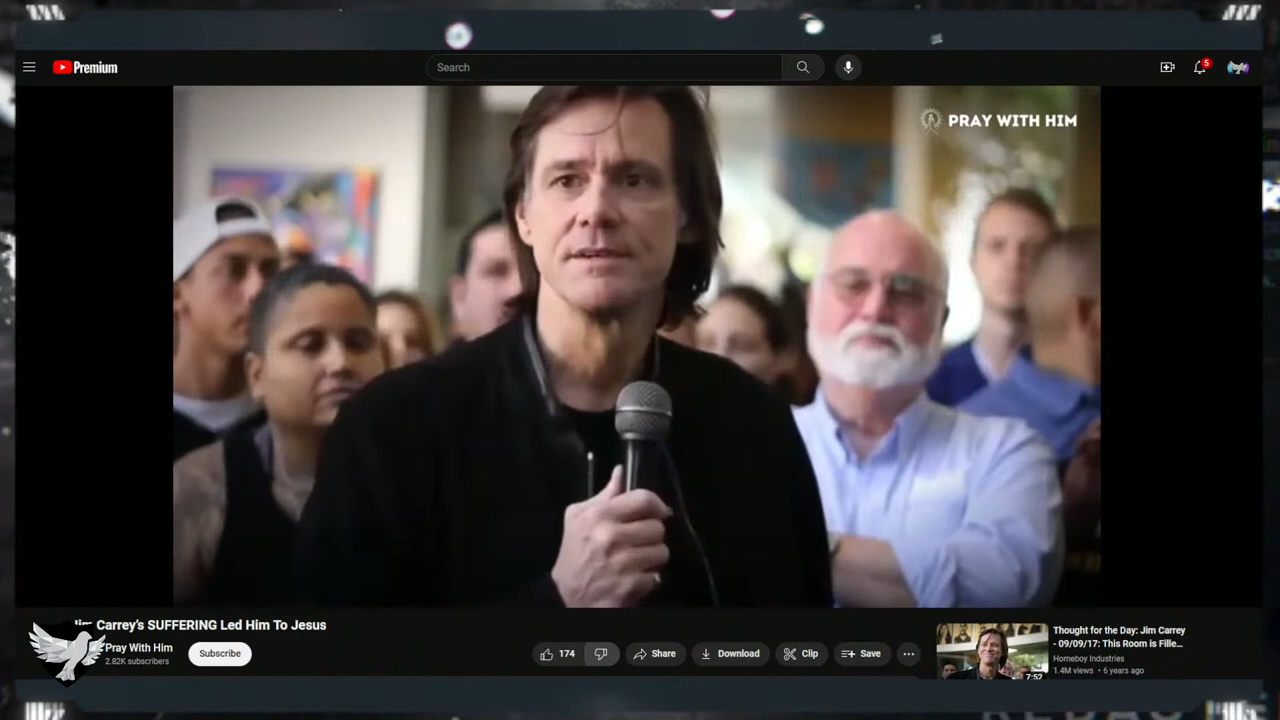 Premium
Search
5
PRAY WITH HIM
Jim Carrey's SUFFERING Led Him To Jesus
Pray With Him
2.82K subscribers
Subscribe
174
Share
Download
Clip
Save
7:52
Thought for the Day: Jim Carrey
- 09/09/17: This Room is Fille...
Homeboy Industries
1.4M views • 6 years ago